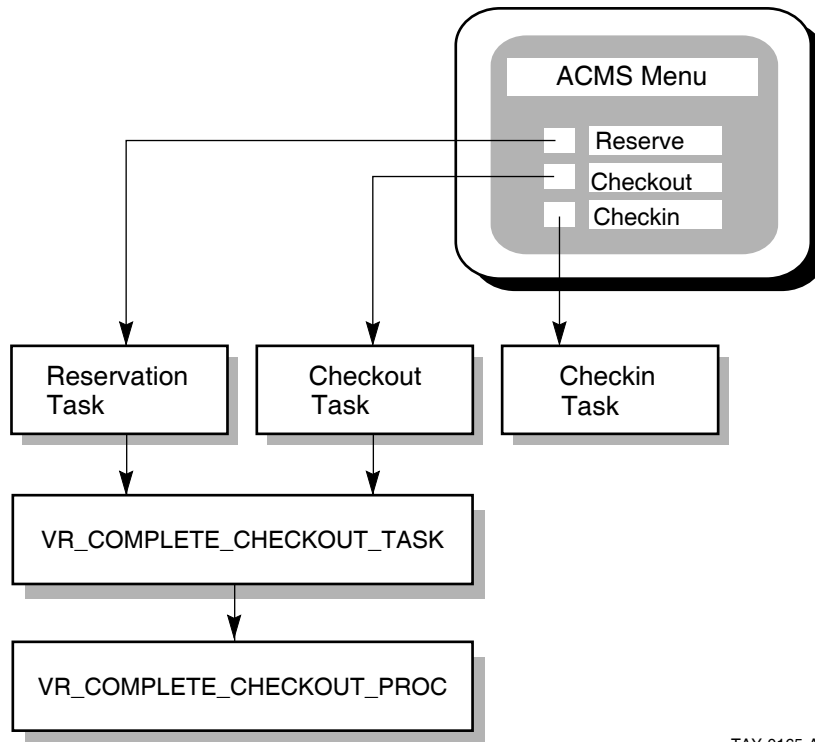 ACMS Menu
Reserve
Checkout
Checkin
Reservation
Task
Checkout
Task
Checkin
Task
VR_COMPLETE_CHECKOUT_TASK
VR_COMPLETE_CHECKOUT_PROC